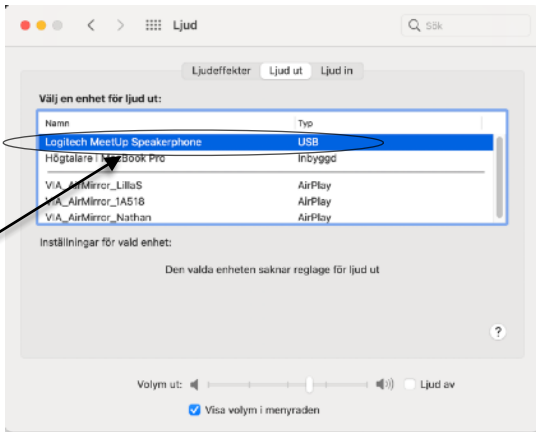 Ljud
Sök
Ljudeffekter Ljud ut Ljud in
Välj en enhet för ljud ut:
Namn Typ
Logitech MeetUp Speakerphone USB
Högtalare i MacBook Pro Inbyggd
VIA_AirMirror_LillaS AirPlay
VIA_AirMirror_1A518 AirPlay
VIA_AirMirror_Nathan AirPlay
Inställningar för vald enhet:
Den valda enheten saknar reglage för ljud ut
?
Volym ut: Ljud av
Visa volym i menyraden